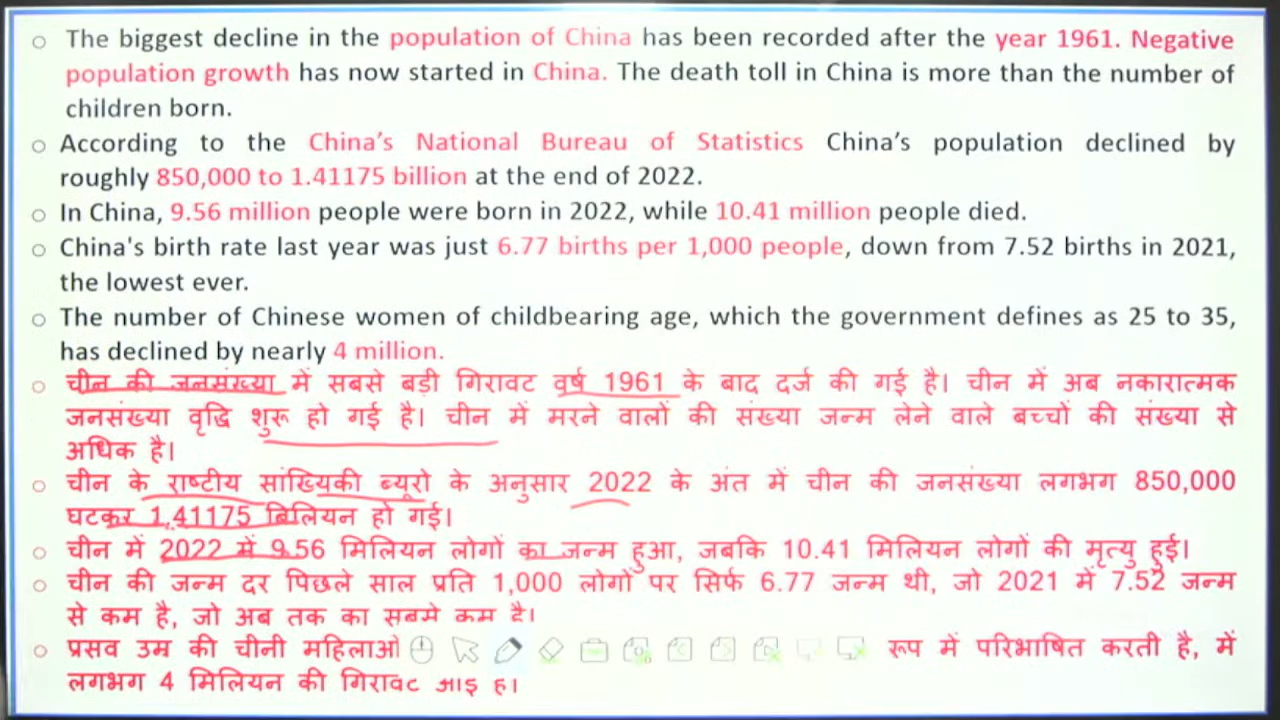 ○ The biggest decline in the population of China has been recorded after the year 1961. Negative
population growth has now started in China. The death toll in China is more than the number of
children born.
○ According to the China’s National Bureau of Statistics China’s population declined by
roughly 850,000 to 1.41175 billion at the end of 2022.
○ In China, 9.56 million people were born in 2022, while 10.41 million people died.
○ China's birth rate last year was just 6.77 births per 1,000 people, down from 7.52 births in 2021,
the lowest ever.
○ The number of Chinese women of childbearing age, which the government defines as 25 to 35,
has declined by nearly 4 million.
○ चीन की जनसंख्या में सबसे बड़ी गिरावट वर्ष 1961 के बाद दर्ज की गई है। चीन में अब नकारात्मक
जनसंख्या वृद्धि शुरू हो गई है। चीन में मरने वालों की संख्या जन्म लेने वाले बच्चों की संख्या से
अधिक है।
○ चीन के राष्टीय सांख्यिकी ब्यूरो के अनुसार 2022 के अंत में चीन की जनसंख्या लगभग 850,000
घटकर 1.41175 बिलियन हो गई।
○ चीन में 2022 में 9.56 मिलियन लोगों का जन्म हुआ, जबकि 10.41 मिलियन लोगों की मृत्यु हुई।
○ चीन की जन्म दर पिछले साल प्रति 1,000 लोगों पर सिर्फ 6.77 जन्म थी, जो 2021 में 7.52 जन्म
से कम है, जो अब तक का सबसे कम है।
○ प्रसव उम्र की चीनी महिलाओं रूप में परिभाषित करती है, में
लगभग 4 मिलियन की गिरावट आई है।